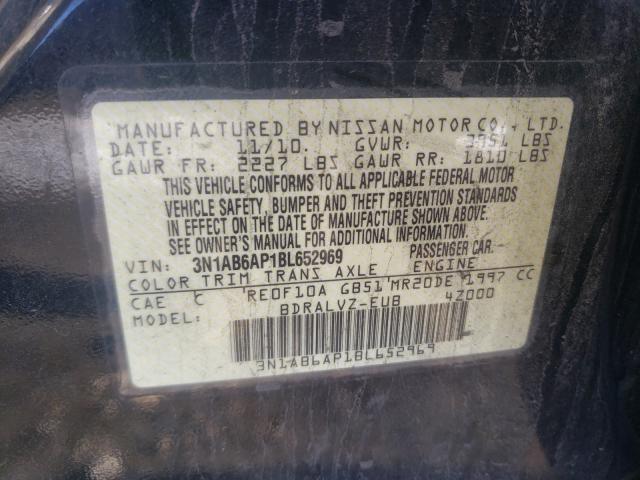 MANUFACTURED BY NISSAN MOTOR CO., LTD.
DATE: 11/10. GVWR: 3951 LBS
GAWR FR: 2227 LBS GAWR RR: 1810 LBS
THIS VEHICLE CONFORMS TO ALL APPLICABLE FEDERAL MOTOR
VEHICLE SAFETY, BUMPER AND THEFT PREVENTION STANDARDS
IN EFFECT ON THE DATE OF MANUFACTURE SHOWN ABOVE.
SEE OWNER'S MANUAL FOR ADDITIONAL INFORMATION.
VIN: 3N1AB6AP1BL652969 PASSENGER CAR
COLOR TRIM TRANS AXLE ENGINE
CAE C RE0F10A GB51 MR20DE 1997 CC
MODEL: BDRALVZ-EUB 4Z000
3N1AB6AP1BL652969